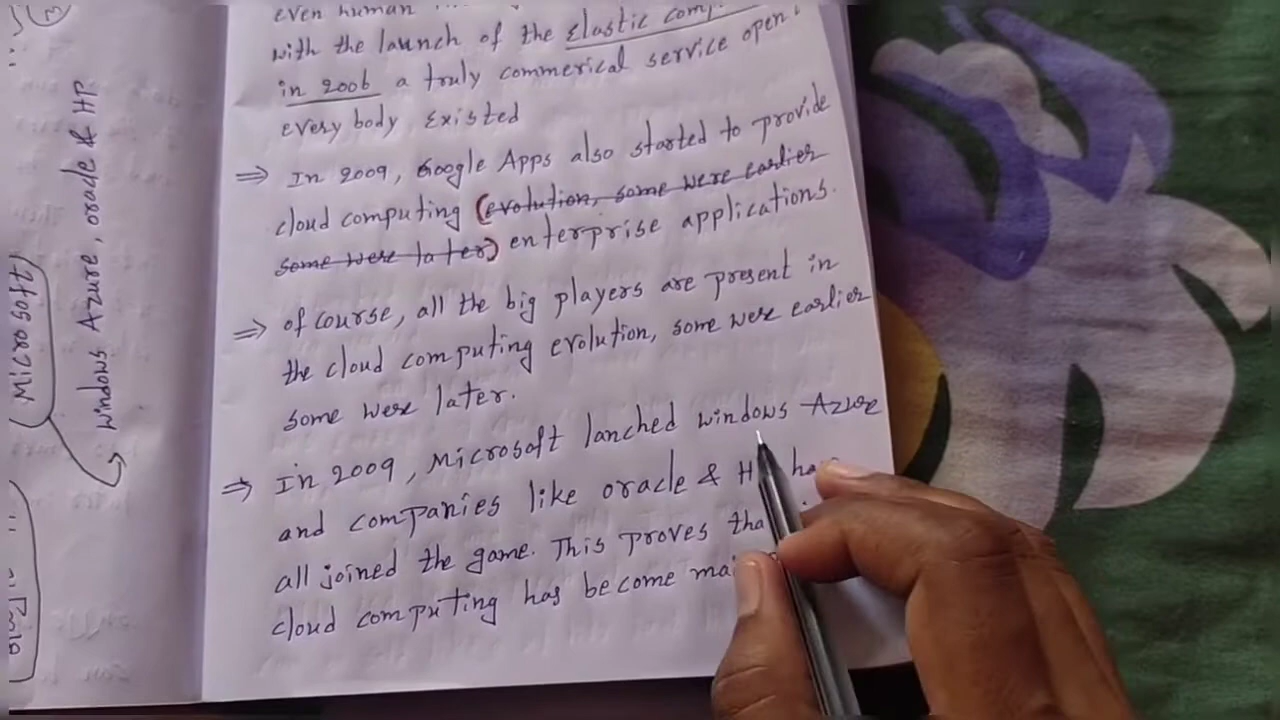 even human
with the launch of the Elastic
in 2006 a truly commerical service open
every body Existed
⇒ In 2009, Google Apps also started to provide
cloud computing (evolution, some were earlier
some were later) enterprise applications.
⇒ of course, all the big players are present in
the cloud computing evolution, some were earlier
some were later.
⇒ In 2009, Microsoft lanched windows Azure
and companies like oracle & H
all joined the game. This proves
cloud computing has become
Microsoft
windows Azure, oracle & HP